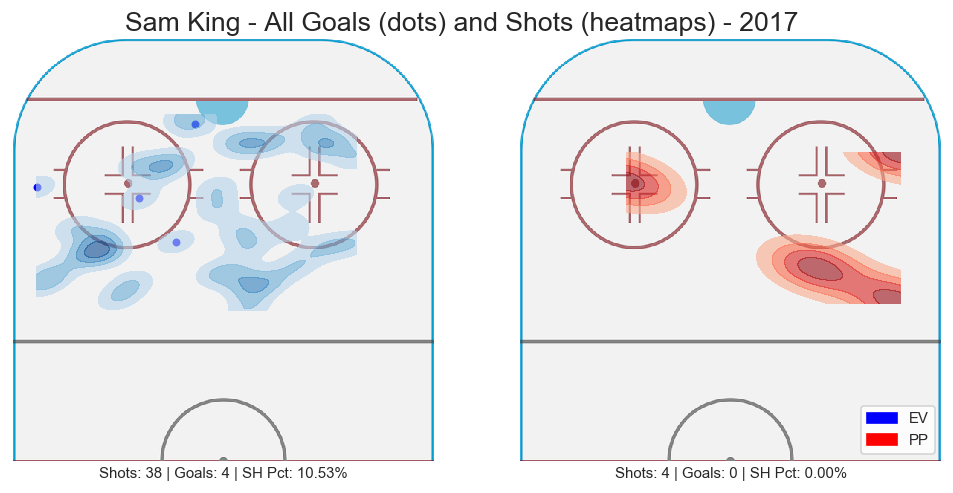 Sam King - All Goals (dots) and Shots (heatmaps) - 2017
EV
PP
Shots: 38 | Goals: 4 | SH Pct: 10.53%
Shots: 4 | Goals: 0 | SH Pct: 0.00%